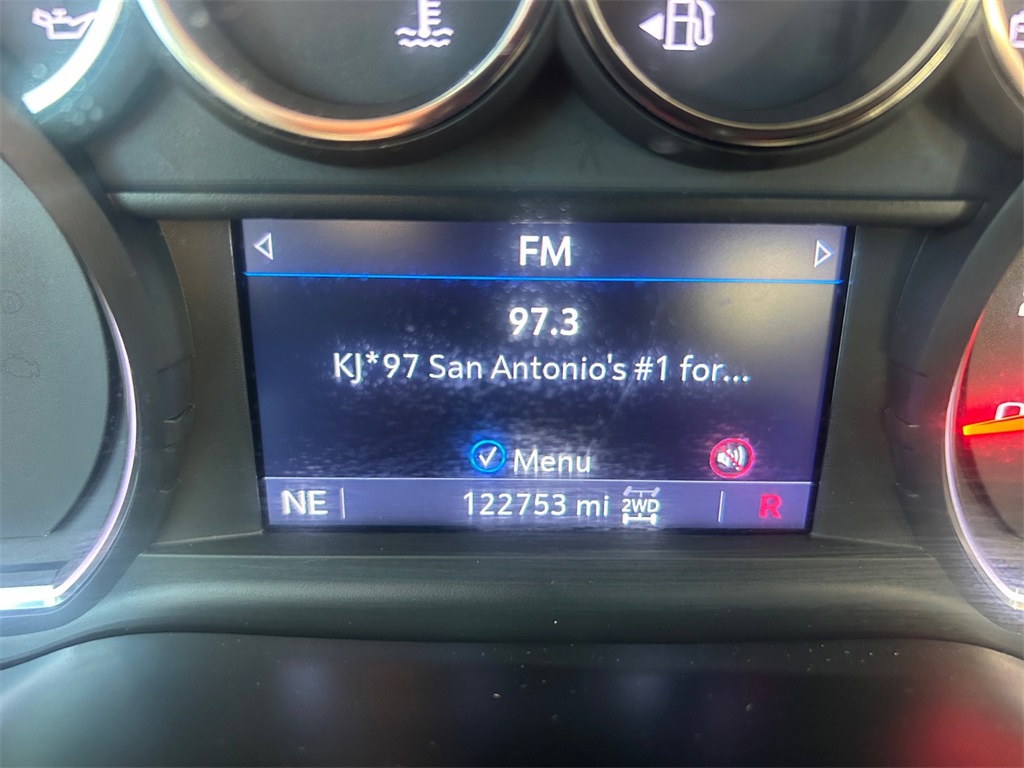 FM
97.3
KJ*97 San Antonio's #1 for...
Menu
NE 122753 mi 2WD R